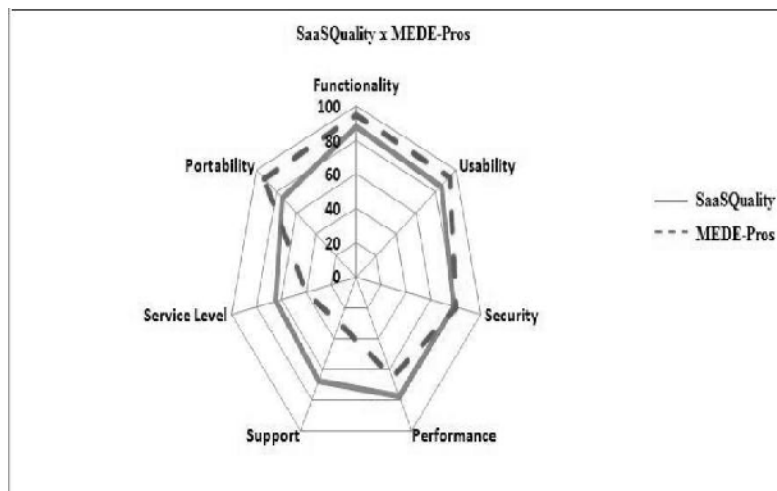 SaaSQuality x MEDE-Pros
Functionality
100
80
60
40
20
0
Portability
Usability
Service Level
Security
Support
Performance
SaaSQuality
MEDE-Pros